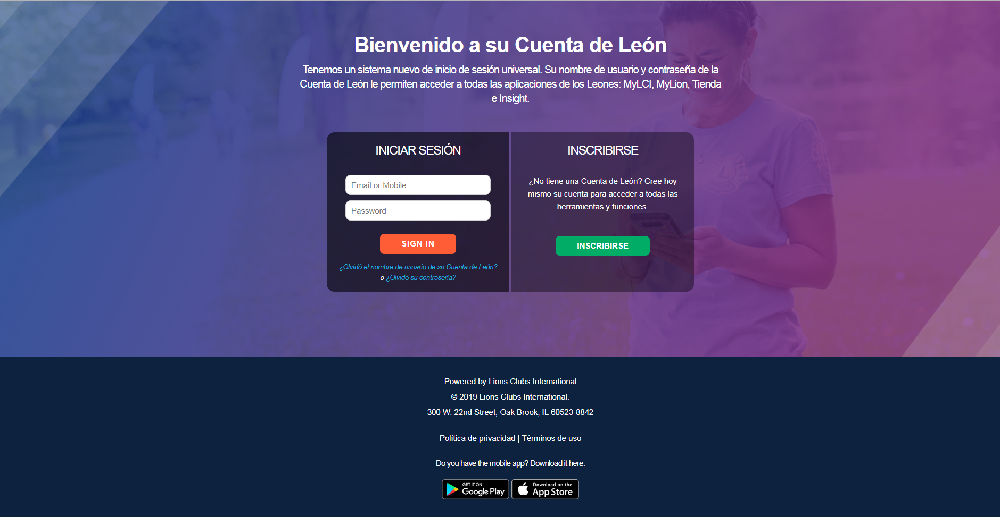 Bienvenido a su Cuenta de León
Tenemos un sistema nuevo de inicio de sesión universal. Su nombre de usuario y contraseña de la
Cuenta de León le permiten acceder a todas las aplicaciones de los Leones: MyLCI, MyLion, Tienda
e Insight.
INICIAR SESIÓN
Email or Mobile
Password
SIGN IN
¿Olvidó el nombre de usuario de su Cuenta de León?
o ¿Olvido su contraseña?
INSCRIBIRSE
¿No tiene una Cuenta de León? Cree hoy
mismo su cuenta para acceder a todas las
herramientas y funciones.
INSCRIBIRSE
Powered by Lions Clubs International
© 2019 Lions Clubs International.
300 W. 22nd Street, Oak Brook, IL 60523-8842
Política de privacidad | Términos de uso
Do you have the mobile app? Download it here.
GET IT ON
Google Play
Download on the
App Store